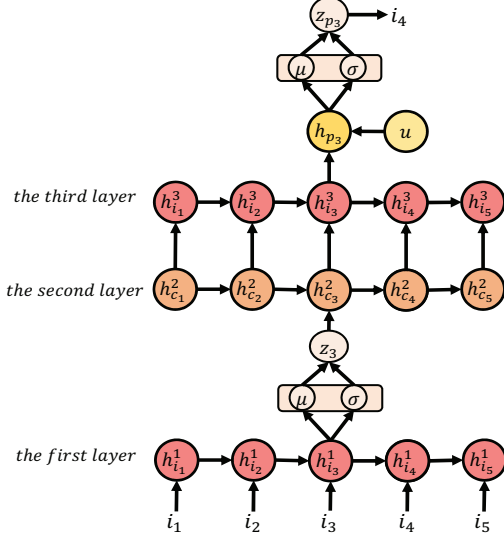 z_{p_3} i_4
μ σ
h_{p_3} u
the third layer h^3_{i_1} h^3_{i_2} h^3_{i_3} h^3_{i_4} h^3_{i_5}
the second layer h^2_{c_1} h^2_{c_2} h^2_{c_3} h^2_{c_4} h^2_{c_5}
z_3
μ σ
the first layer h^1_{i_1} h^1_{i_2} h^1_{i_3} h^1_{i_4} h^1_{i_5}
i_1 i_2 i_3 i_4 i_5